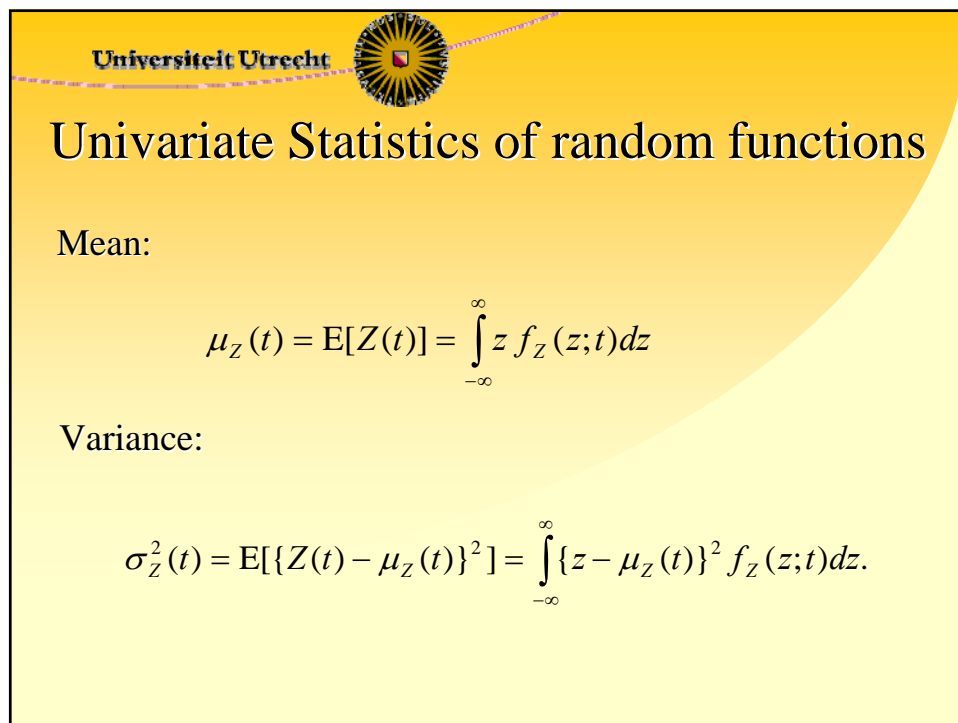 Universiteit Utrecht
Univariate Statistics of random functions
Mean:
μ_Z(t) = E[Z(t)] = ∫_{−∞}^{∞} z f_Z(z;t)dz
Variance:
σ_Z^2(t) = E[{Z(t) − μ_Z(t)}^2] = ∫_{−∞}^{∞} {z − μ_Z(t)}^2 f_Z(z;t)dz.